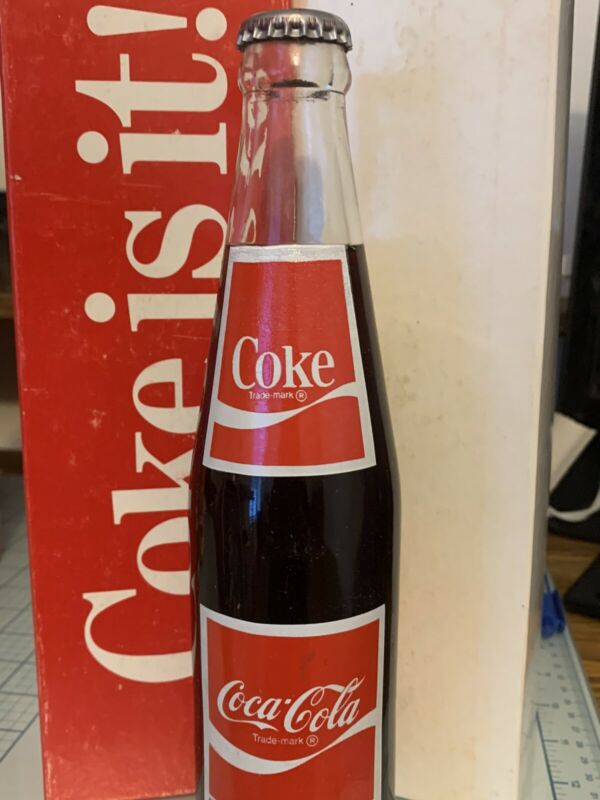 Coke is it!
Coke
Trade-mark ®
Coca-Cola
Trade-mark ®